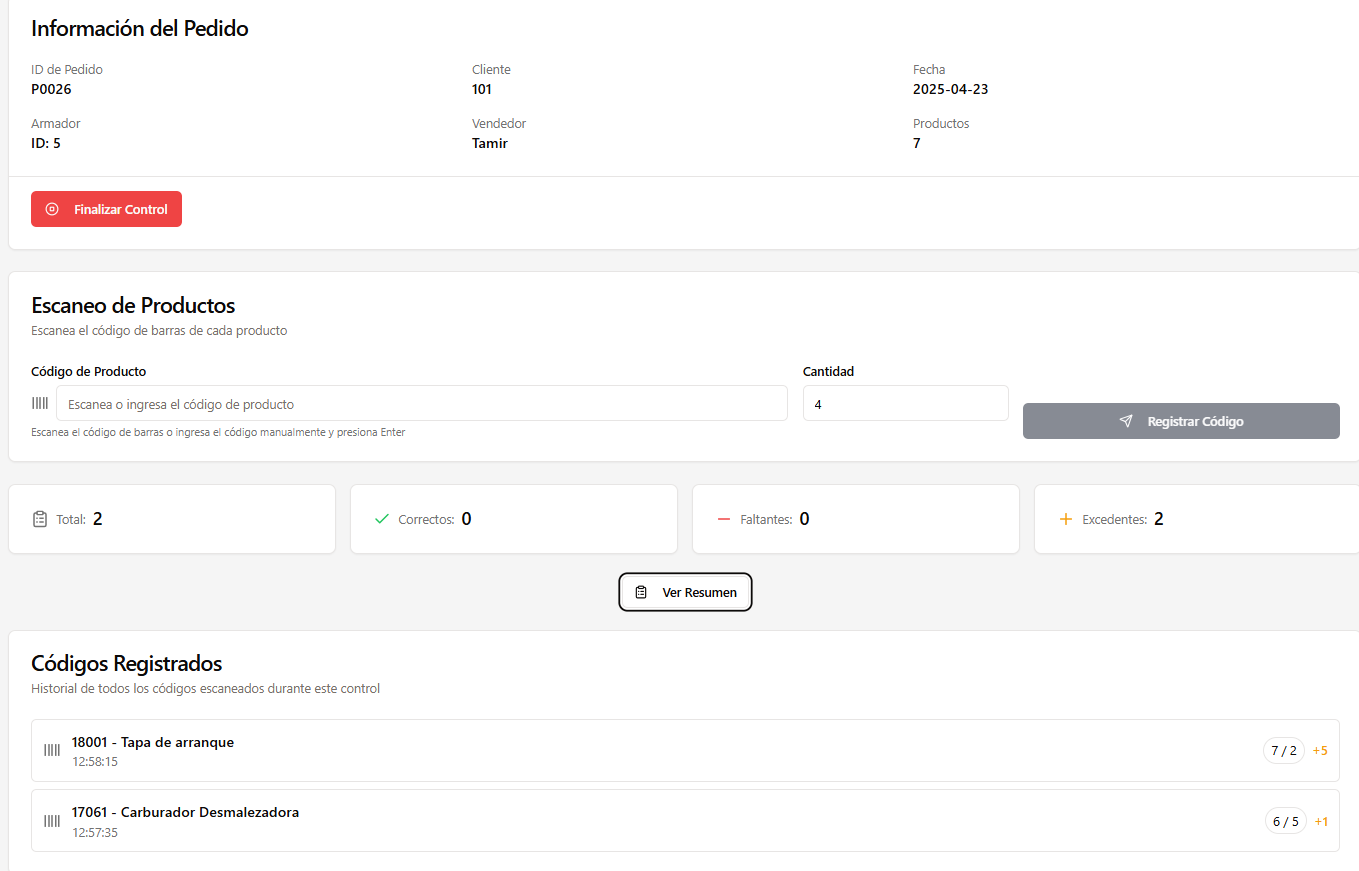 Información del Pedido
ID de Pedido
P0026
Cliente
101
Fecha
2025-04-23
Armador
ID: 5
Vendedor
Tamir
Productos
7
Finalizar Control
Escaneo de Productos
Escanea el código de barras de cada producto
Código de Producto
Escanea o ingresa el código de producto
Escanea el código de barras o ingresa el código manualmente y presiona Enter
Cantidad
4
Registrar Código
Total: 2
Correctos: 0
Faltantes: 0
Excedentes: 2
Ver Resumen
Códigos Registrados
Historial de todos los códigos escaneados durante este control
18001 - Tapa de arranque
12:58:15
7 / 2 +5
17061 - Carburador Desmalezadora
12:57:35
6 / 5 +1